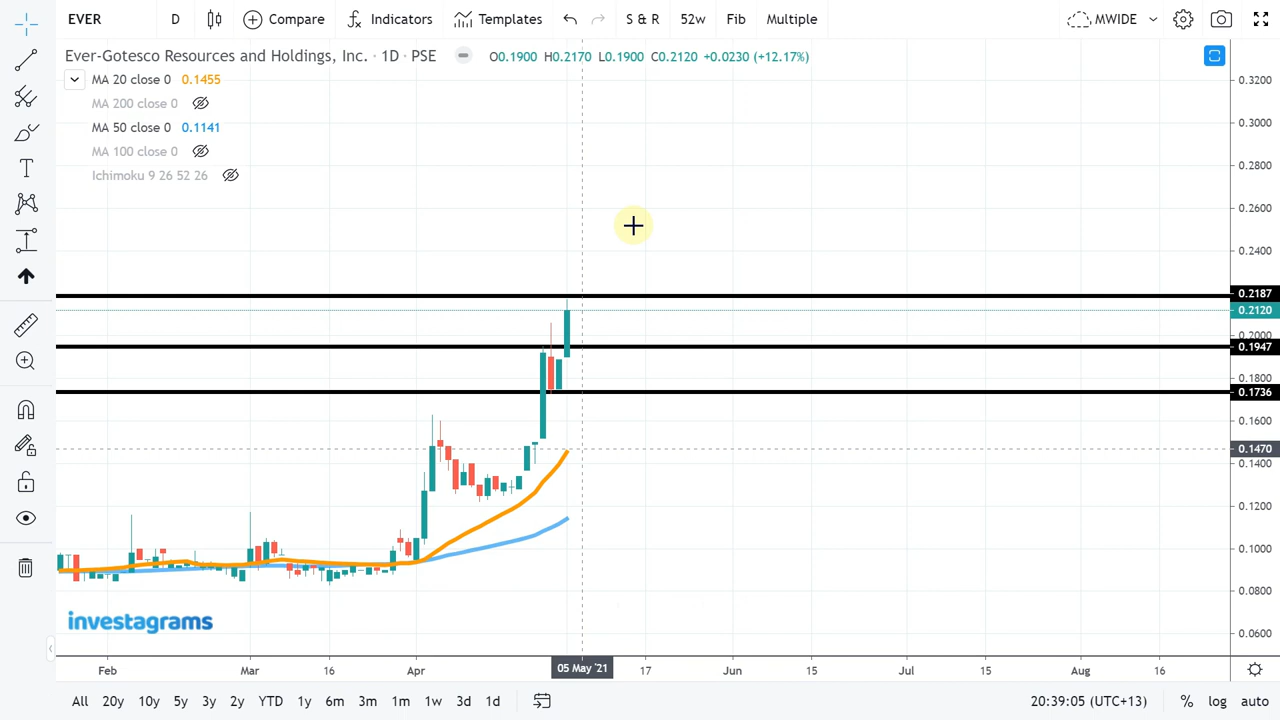 EVER D Compare Indicators Templates S & R 52w Fib Multiple MWIDE
Ever-Gotesco Resources and Holdings, Inc. · 1D · PSE O0.1900 H0.2170 L0.1900 C0.2120 +0.0230 (+12.17%)
MA 20 close 0 0.1455
MA 200 close 0
MA 50 close 0 0.1141
MA 100 close 0
Ichimoku 9 26 52 26
0.3200
0.3000
0.2800
0.2600
0.2400
0.2187
0.2120
0.2000
0.1947
0.1800
0.1736
0.1600
0.1470
0.1400
0.1200
0.1000
0.0800
0.0600
investagrams
Feb Mar 16 Apr 05 May '21 17 Jun 15 Jul 15 Aug 16
All 20y 10y 5y 3y 2y YTD 1y 6m 3m 1m 1w 3d 1d 20:39:05 (UTC+13) % log auto